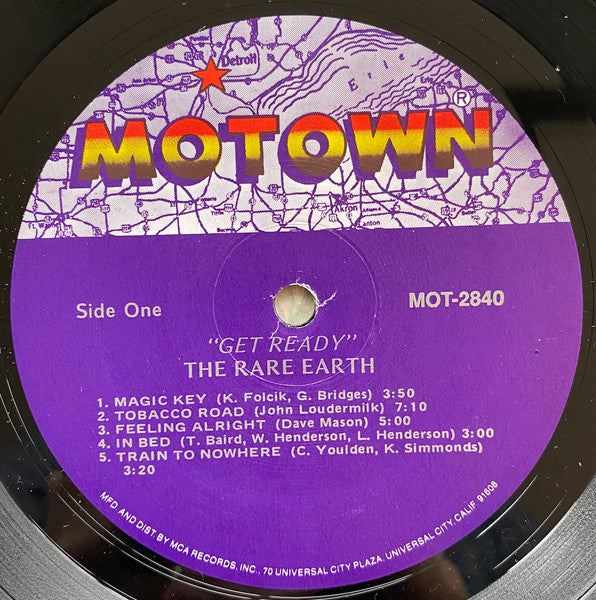 Detroit
Erie
Erie
MOTOWN®
Akron
Canton
Side One
MOT-2840
"GET READY"
THE RARE EARTH
1. MAGIC KEY (K. Folcik, G. Bridges) 3:50
2. TOBACCO ROAD (John Loudermilk) 7:10
3. FEELING ALRIGHT (Dave Mason) 5:00
4. IN BED (T. Baird, W. Henderson, L. Henderson) 3:00
5. TRAIN TO NOWHERE (C. Youlden, K. Simmonds)
3:20
MFD AND DIST. BY MCA RECORDS, INC., 70 UNIVERSAL CITY PLAZA, UNIVERSAL CITY, CALIF 91608